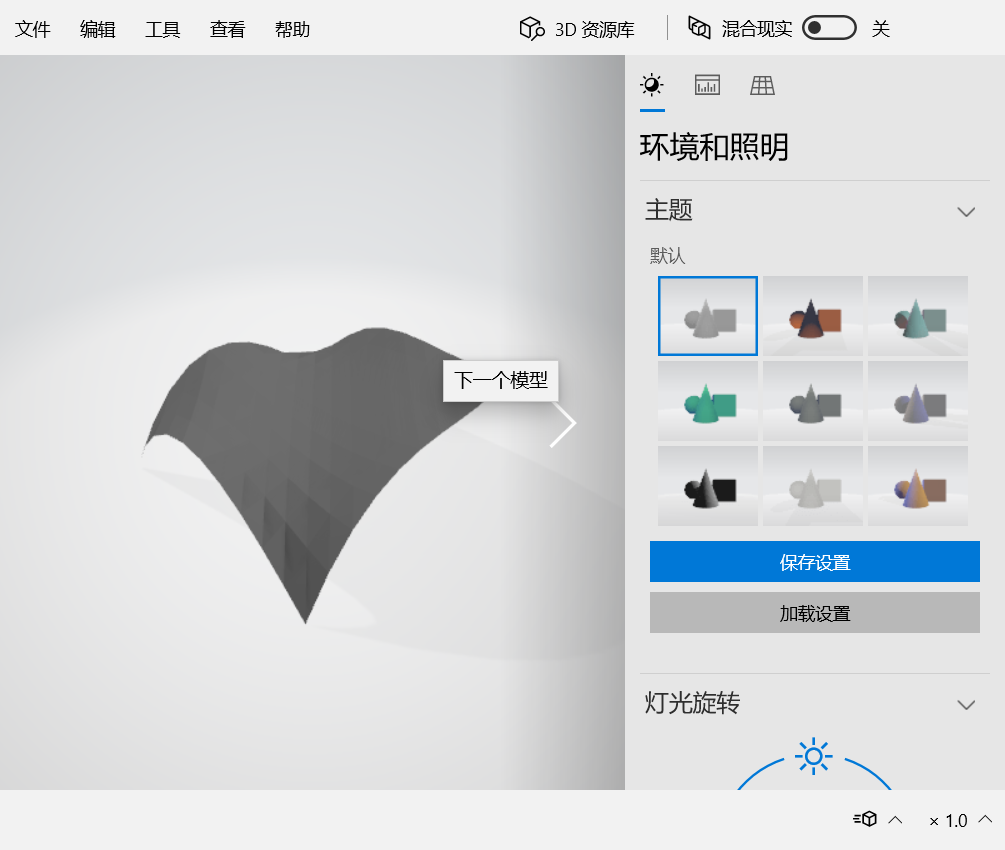 文件 编辑 工具 查看 帮助 3D 资源库 混合现实 关
环境和照明
主题
默认
下一个模型
保存设置
加载设置
灯光旋转
× 1.0